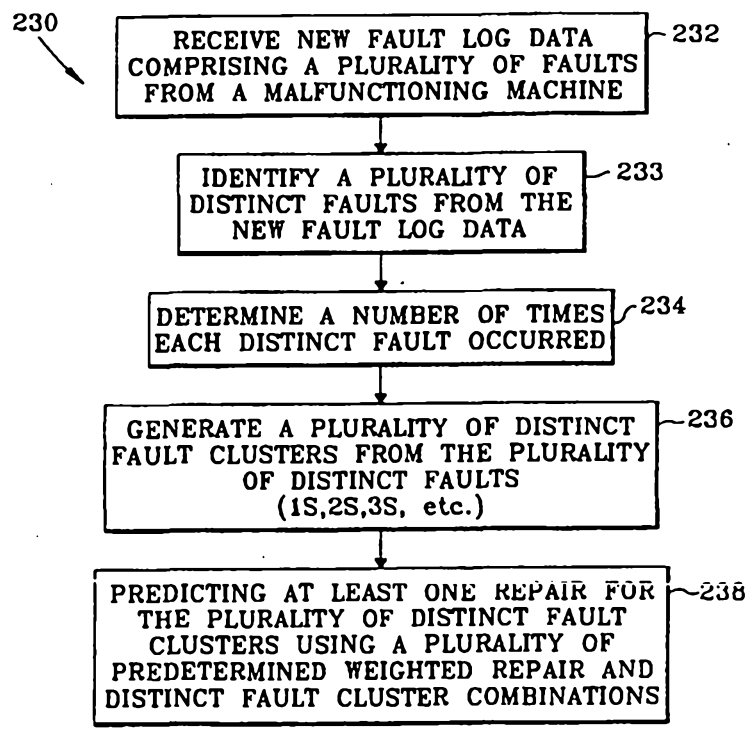 230
RECEIVE NEW FAULT LOG DATA
COMPRISING A PLURALITY OF FAULTS
FROM A MALFUNCTIONING MACHINE
232
IDENTIFY A PLURALITY OF
DISTINCT FAULTS FROM THE
NEW FAULT LOG DATA
233
DETERMINE A NUMBER OF TIMES
EACH DISTINCT FAULT OCCURRED
234
GENERATE A PLURALITY OF DISTINCT
FAULT CLUSTERS FROM THE PLURALITY
OF DISTINCT FAULTS
(1S,2S,3S, etc.)
236
PREDICTING AT LEAST ONE REPAIR FOR
THE PLURALITY OF DISTINCT FAULT
CLUSTERS USING A PLURALITY OF
PREDETERMINED WEIGHTED REPAIR AND
DISTINCT FAULT CLUSTER COMBINATIONS
238